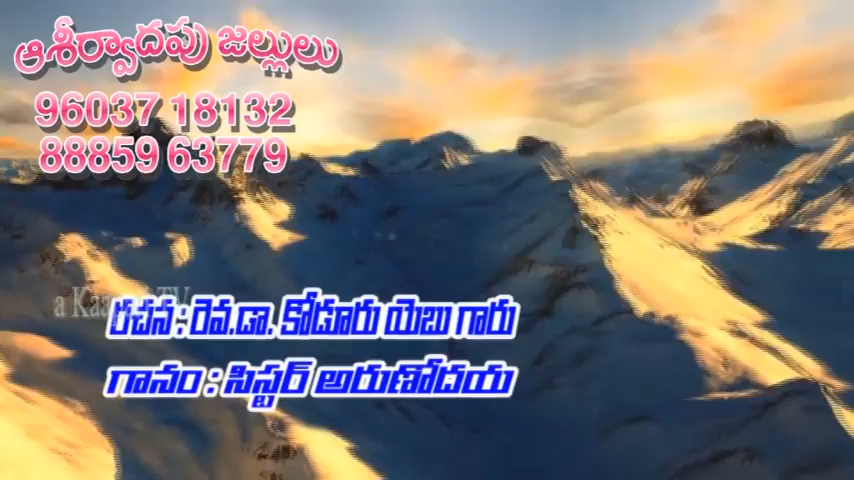 ఆశీర్వాదపు జల్లులు
96037 18132
88859 63779
రచన : రెవ.డా. కోడూరు యెబు గారు
గానం : సిస్టర్ అరుణోదయ